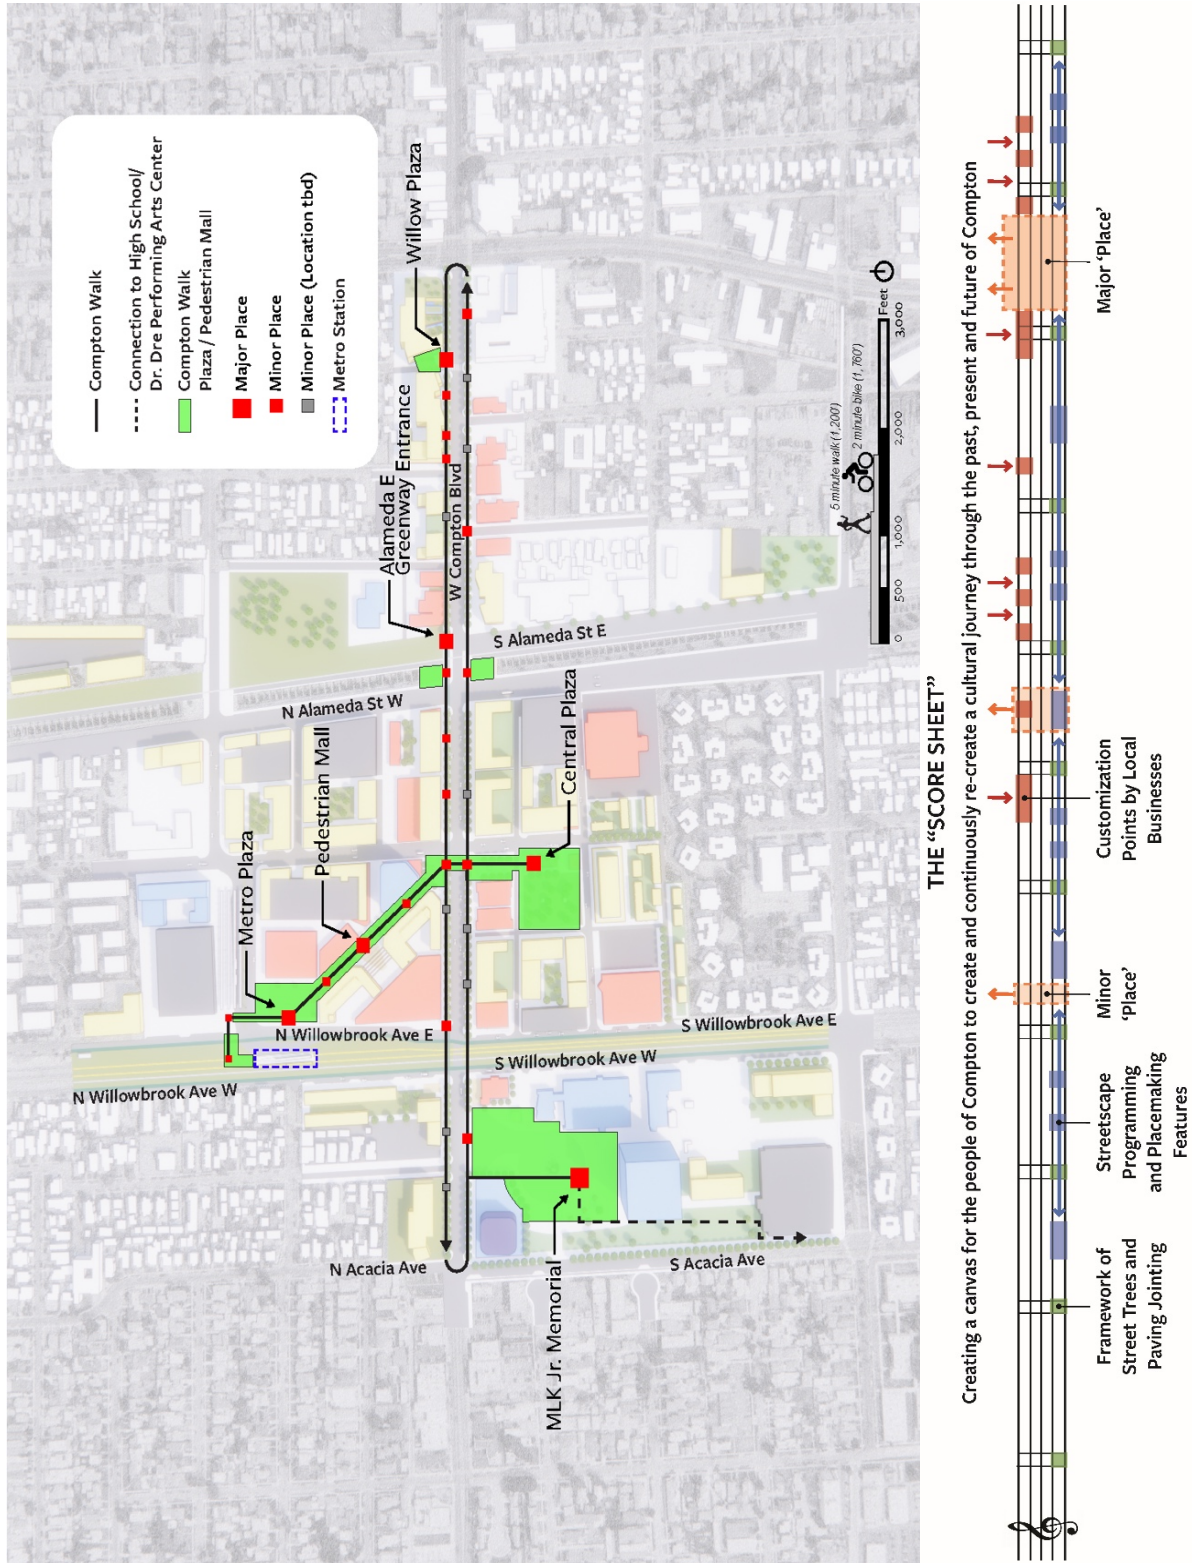 Compton Walk
Connection to High School/
Dr. Dre Performing Arts Center
Compton Walk
Plaza / Pedestrian Mall
Major Place
Minor Place
Minor Place (Location tbd)
Metro Station
Willow Plaza
Alameda E
Greenway Entrance
W Compton Blvd
S Alameda St E
N Alameda St W
Pedestrian Mall
Metro Plaza
Central Plaza
N Willowbrook Ave E
S Willowbrook Ave E
N Willowbrook Ave W
S Willowbrook Ave W
N Acacia Ave
S Acacia Ave
MLK Jr. Memorial
5 minute walk (1,200')
2 minute bike (1,760')
0
500
1,000
2,000
3,000
Feet
THE “SCORE SHEET”
Creating a canvas for the people of Compton to create and continuously re-create a cultural journey through the past, present and future of Compton
Framework of
Street Trees and
Paving Jointing
Streetscape
Programming
and Placemaking
Features
Minor
‘Place’
Customization
Points by Local
Businesses
Major ‘Place’